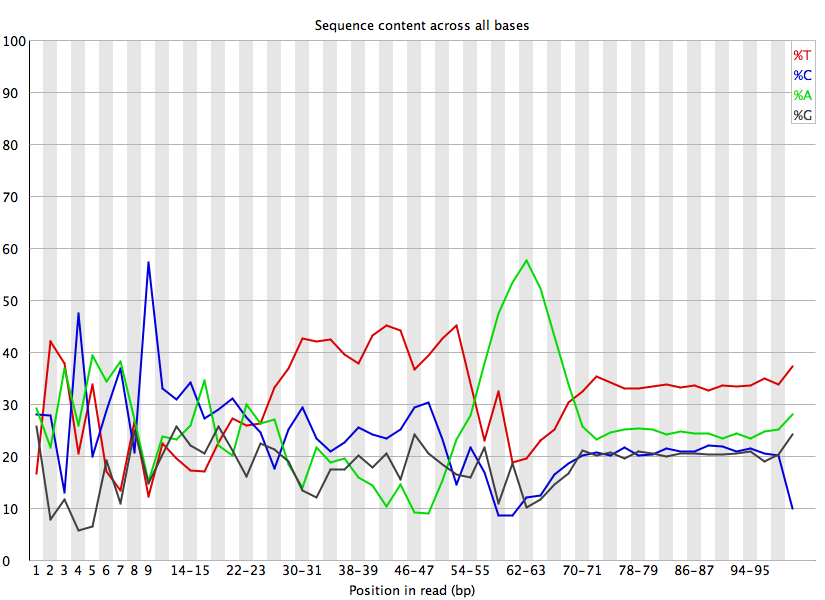 Sequence content across all bases
100
90
80
70
60
50
40
30
20
10
0
%T
%C
%A
%G
1 2 3 4 5 6 7 8 9 14-15 22-23 30-31 38-39 46-47 54-55 62-63 70-71 78-79 86-87 94-95
Position in read (bp)